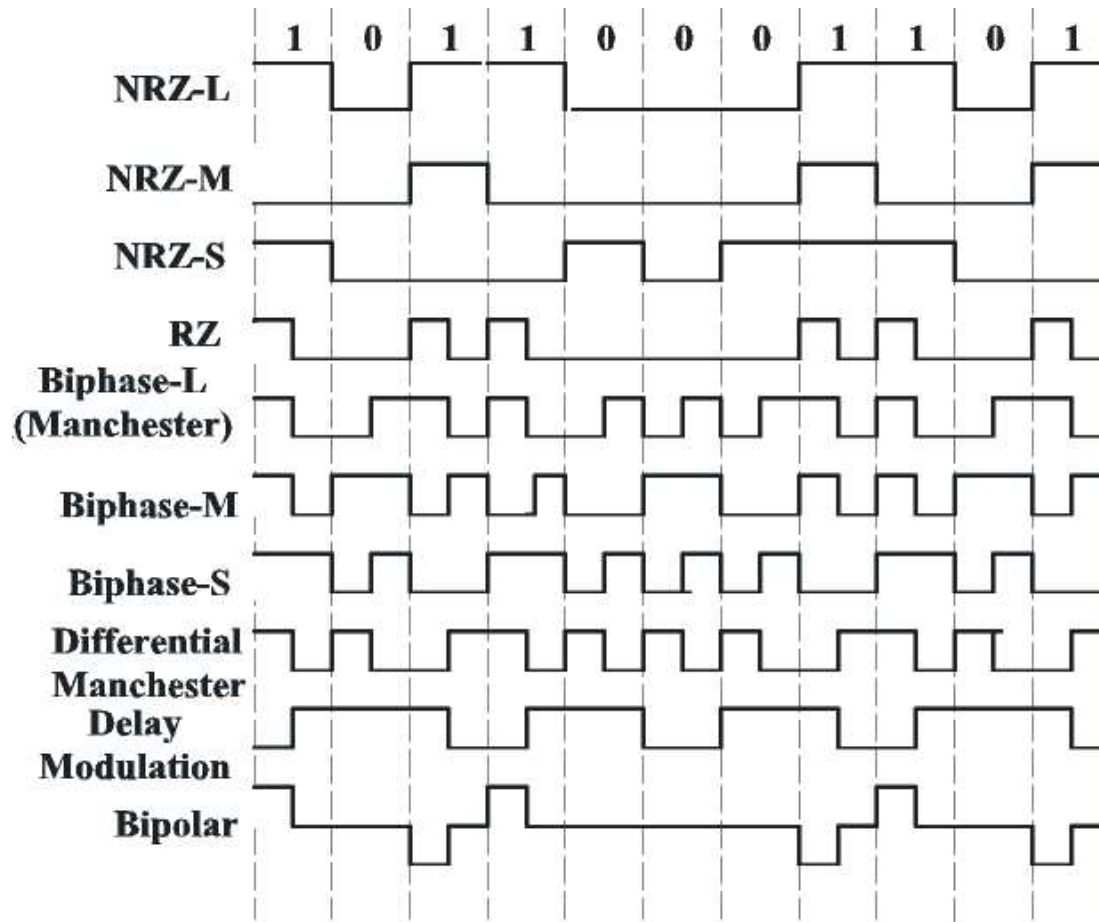 1 0 1 1 0 0 0 1 1 0 1
NRZ-L
NRZ-M
NRZ-S
RZ
Biphase-L
(Manchester)
Biphase-M
Biphase-S
Differential
Manchester
Delay
Modulation
Bipolar